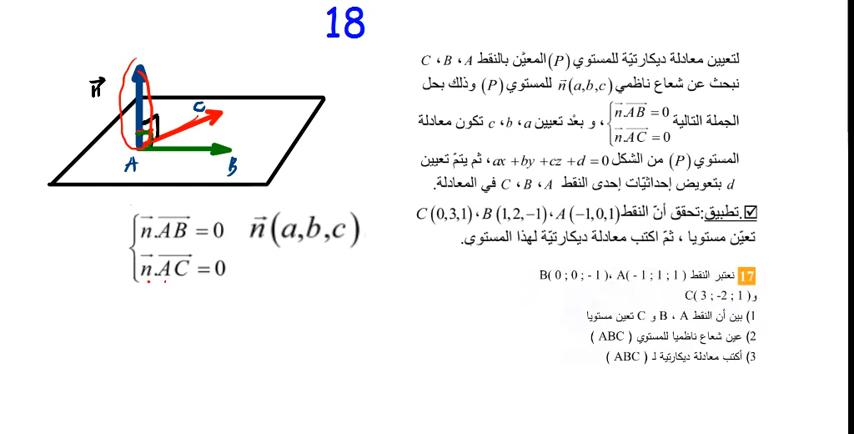 18
لتعيين معادلة ديكارتيّة للمستوي (P) المعيّن بالنقط A ، B ، C
نبحث عن شعاع ناظمي n⃗(a,b,c) للمستوي (P) وذلك بحل
الجملة التالية {n⃗.AB⃗ = 0 ، n⃗.AC⃗ = 0 ، و بعد تعيين a ، b ، c تكون معادلة
المستوي (P) من الشكل ax + by + cz + d = 0 ، ثم يتمّ تعيين
d بتعويض إحداثيّات إحدى النقط A ، B ، C في المعادلة.
☑.تطبيق: تحقق أنّ النقط A(−1,0,1) ، B(1,2,−1) ، C(0,3,1)
تعيّن مستويا ، ثمّ اكتب معادلة ديكارتيّة لهذا المستوى.
17 نعتبر النقط A( - 1 ; 1 ; 1 ) ، B( 0 ; 0 ; - 1 )
و C( 3 ; -2 ; 1 )
1) بين أن النقط A ، B و C تعين مستويا
2) عين شعاع ناظميا للمستوي ( ABC )
3) أكتب معادلة ديكارتية لـ ( ABC )
n⃗
C
A
B
{n⃗.AB⃗ = 0 n⃗(a,b,c)
n⃗.AC⃗ = 0